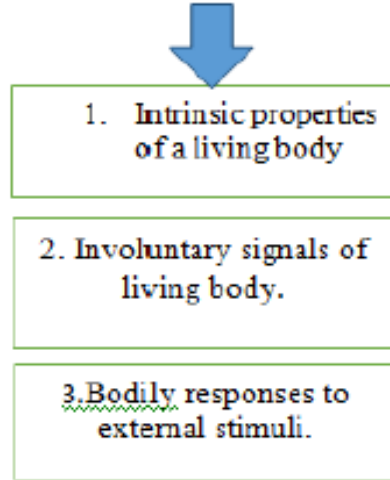 1. Intrinsic properties
of a living body
2. Involuntary signals of
living body.
3.Bodily responses to
external stimuli.